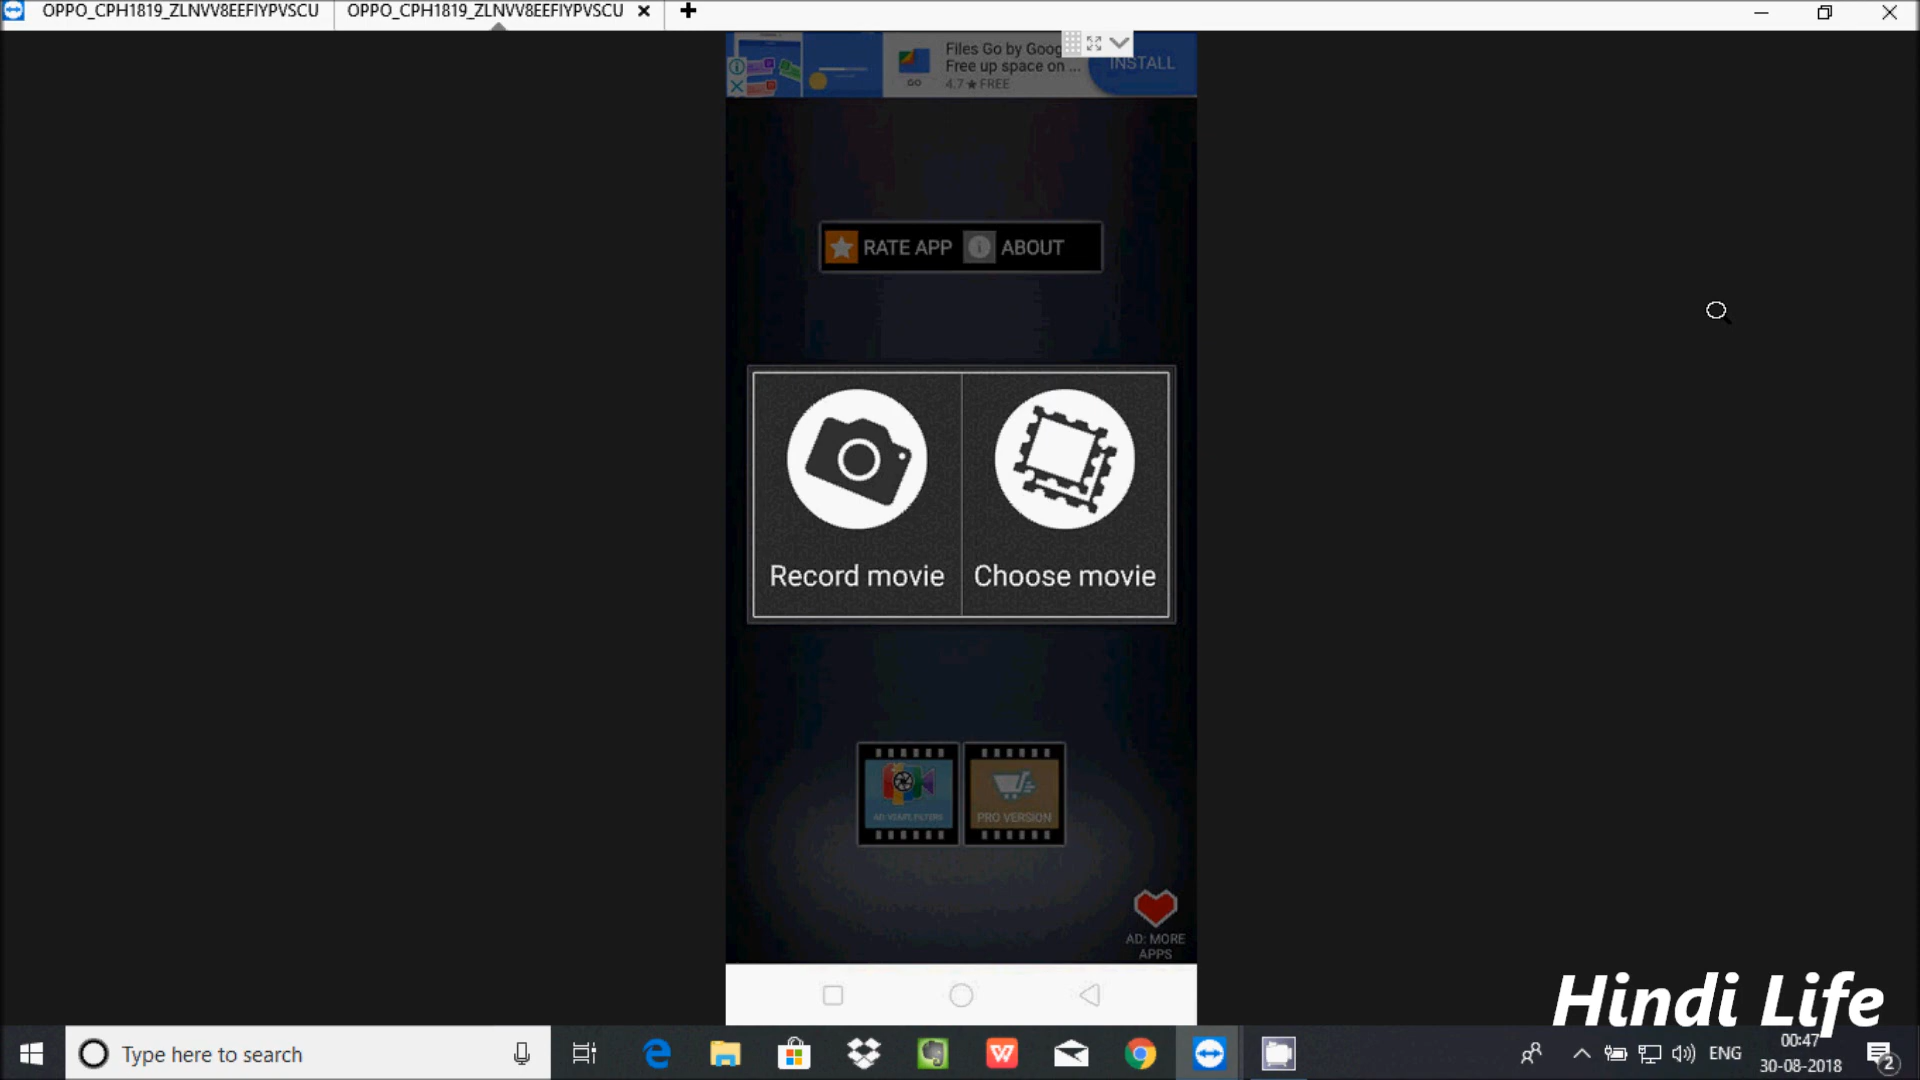 OPPO_CPH1819_ZLNVV8EEFIYPVSCU
OPPO_CPH1819_ZLNVV8EEFIYPVSCU
Files Go by Goog
Free up space on ...
4.7★FREE
GO
INSTALL
RATE APP
ABOUT
Record movie
Choose movie
PRO VERSION
AD: MORE
APPS
Hindi Life
Type here to search
ENG
00:47
30-08-2018
2